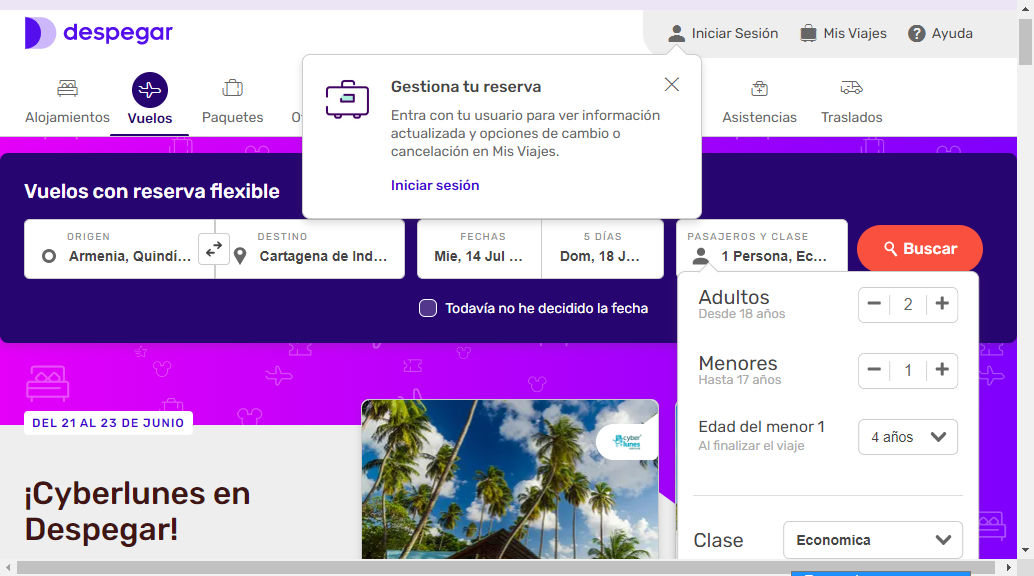 despegar
Iniciar Sesión
Mis Viajes
Ayuda
Alojamientos
Vuelos
Paquetes
Asistencias
Traslados
Gestiona tu reserva
Entra con tu usuario para ver información
actualizada y opciones de cambio o
cancelación en Mis Viajes.
Iniciar sesión
Vuelos con reserva flexible
ORIGEN
Armenia, Quindí...
DESTINO
Cartagena de Ind...
FECHAS
Mie, 14 Jul ...
5 DÍAS
Dom, 18 J...
PASAJEROS Y CLASE
1 Persona, Ec...
Buscar
Todavía no he decidido la fecha
Adultos
Desde 18 años
2
Menores
Hasta 17 años
1
Edad del menor 1
Al finalizar el viaje
4 años
Clase
Economica
DEL 21 AL 23 DE JUNIO
¡Cyberlunes en
Despegar!
cyber
lunes